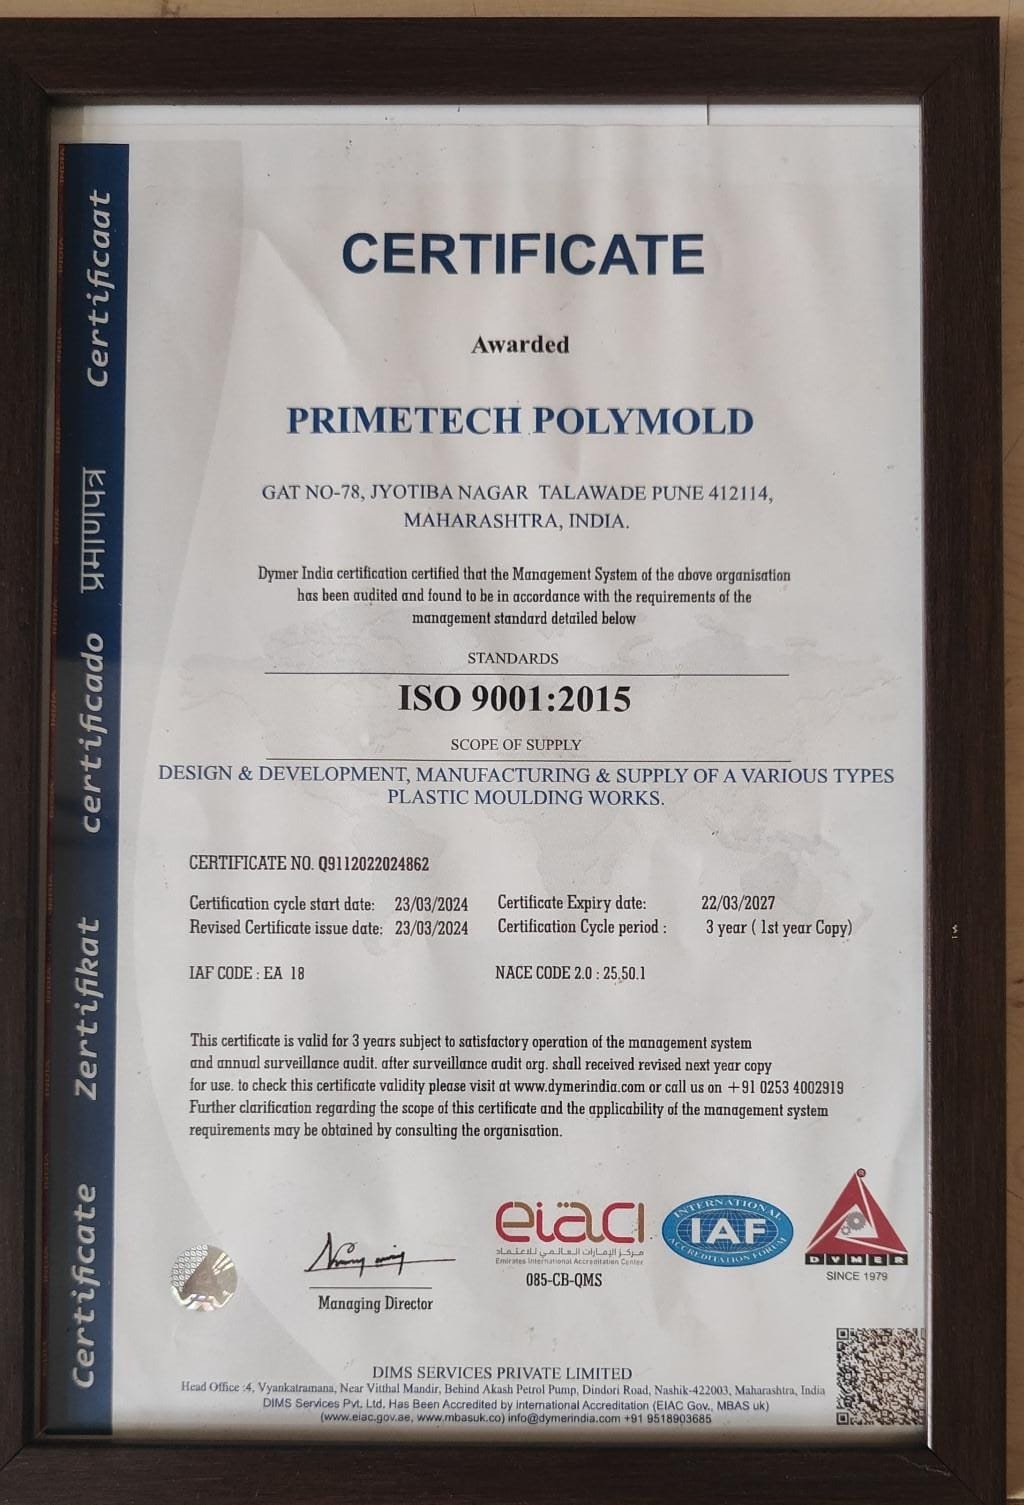 CERTIFICATE
Awarded
PRIMETECH POLYMOLD
GAT NO-78, JYOTIBA NAGAR TALAWADE PUNE 412114,
MAHARASHTRA, INDIA.
Dymer India certification certified that the Management System of the above organisation
has been audited and found to be in accordance with the requirements of the
management standard detailed below
STANDARDS
ISO 9001:2015
SCOPE OF SUPPLY
DESIGN & DEVELOPMENT, MANUFACTURING & SUPPLY OF A VARIOUS TYPES
PLASTIC MOULDING WORKS.
CERTIFICATE NO. Q9112022024862
Certification cycle start date: 23/03/2024 Certificate Expiry date: 22/03/2027
Revised Certificate issue date: 23/03/2024 Certification Cycle period : 3 year ( 1st year Copy)
IAF CODE : EA 18 NACE CODE 2.0 : 25,50.1
This certificate is valid for 3 years subject to satisfactory operation of the management system
and annual surveillance audit. after surveillance audit org. shall received revised next year copy
for use. to check this certificate validity please visit at www.dymerindia.com or call us on +91 0253 4002919
Further clarification regarding the scope of this certificate and the applicability of the management system
requirements may be obtained by consulting the organisation.
Managing Director
eiaci
مركز الإمارات العالمي للاعتماد
Emirates International Accreditation Center
085-CB-QMS
INTERNATIONAL
IAF
ACCREDITATION FORUM
DYMER
SINCE 1979
DIMS SERVICES PRIVATE LIMITED
Head Office :4, Vyankatramana, Near Vitthal Mandir, Behind Akash Petrol Pump, Dindori Road, Nashik-422003, Maharashtra, India
DIMS Services Pvt. Ltd. Has Been Accredited by international Accreditation (EIAC Gov., MBAS uk)
(www.eiac.gov.ae, www.mbasuk.co) info@dymerindia.com +91 9518903685
Certificate Zertifikat certificado प्रमाणपत्र Certificaat